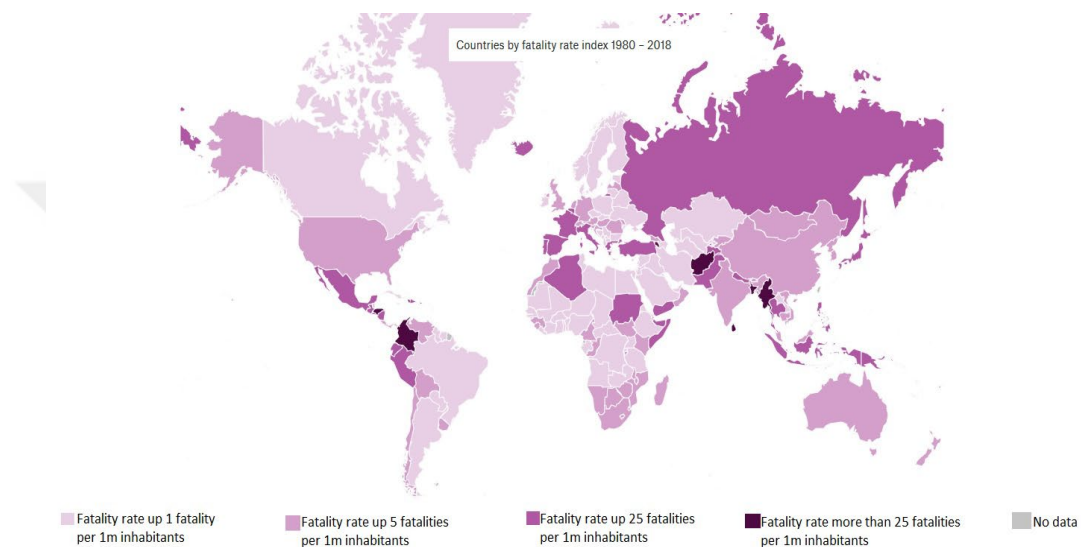 Countries by fatality rate index 1980 – 2018
Fatality rate up 1 fatality
per 1m inhabitants
Fatality rate up 5 fatalities
per 1m inhabitants
Fatality rate up 25 fatalities
per 1m inhabitants
Fatality rate more than 25 fatalities
per 1m inhabitants
No data